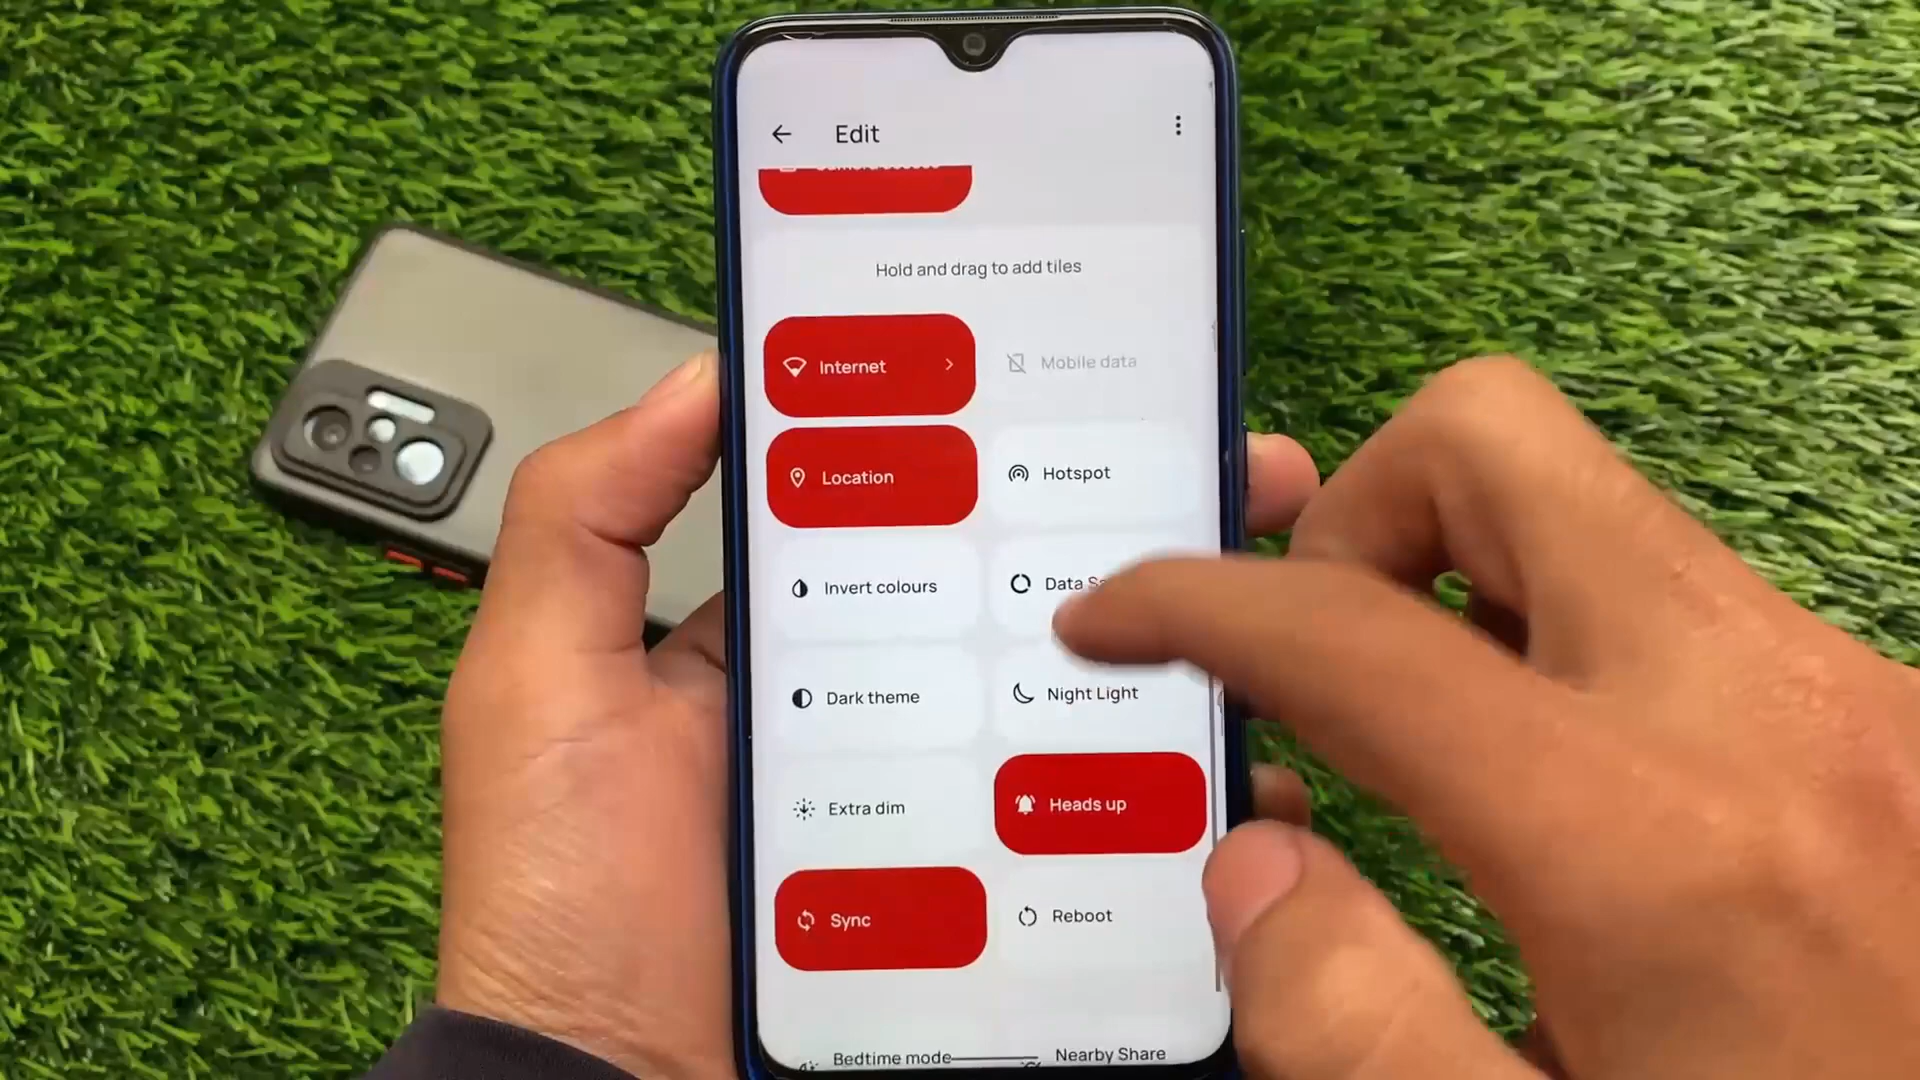 Edit
Hold and drag to add tiles
Internet
Mobile data
Location
Hotspot
Invert colours
Data
Dark theme
Night Light
Extra dim
Heads up
Sync
Reboot
Bedtime mode
Nearby Share